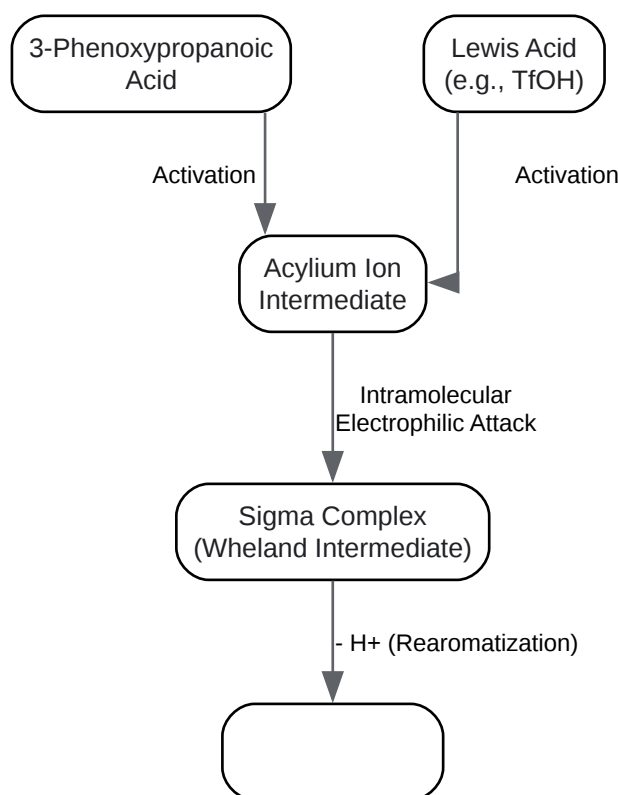 3-Phenoxypropanoic
Acid
Lewis Acid
(e.g., TfOH)
Activation
Activation
Acylium Ion
Intermediate
Intramolecular
Electrophilic Attack
Sigma Complex
(Wheland Intermediate)
- H+ (Rearomatization)